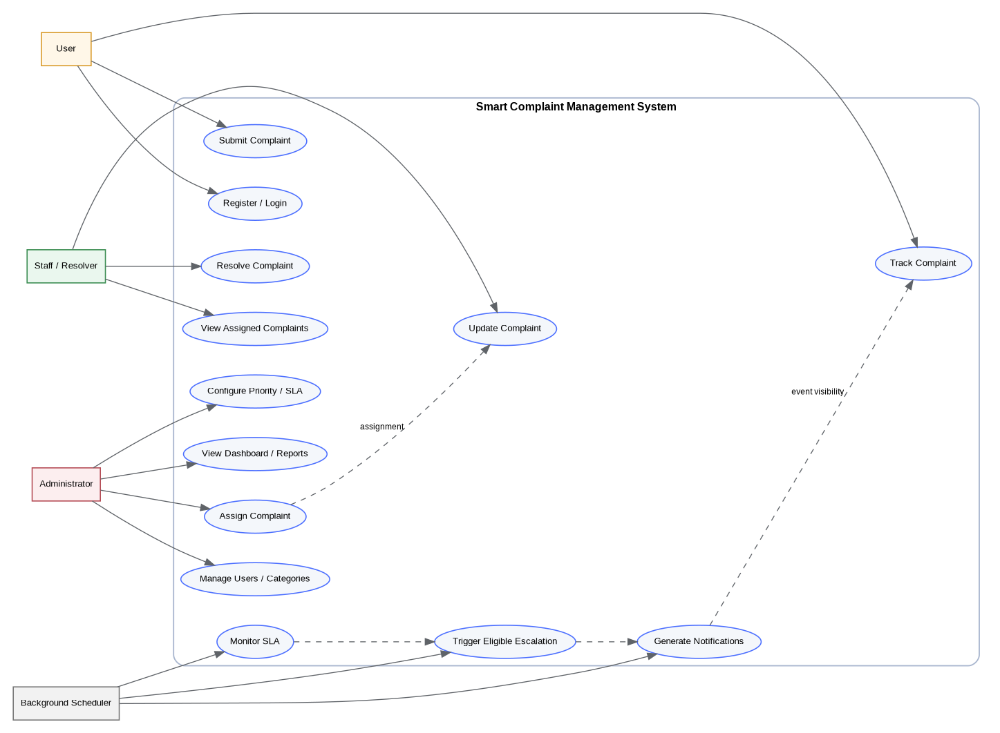 User
Smart Complaint Management System
Submit Complaint
Register / Login
Staff / Resolver
Resolve Complaint
Track Complaint
View Assigned Complaints
Update Complaint
Configure Priority / SLA
event visibility
assignment
View Dashboard / Reports
Administrator
Assign Complaint
Manage Users / Categories
Monitor SLA
Trigger Eligible Escalation
Generate Notifications
Background Scheduler